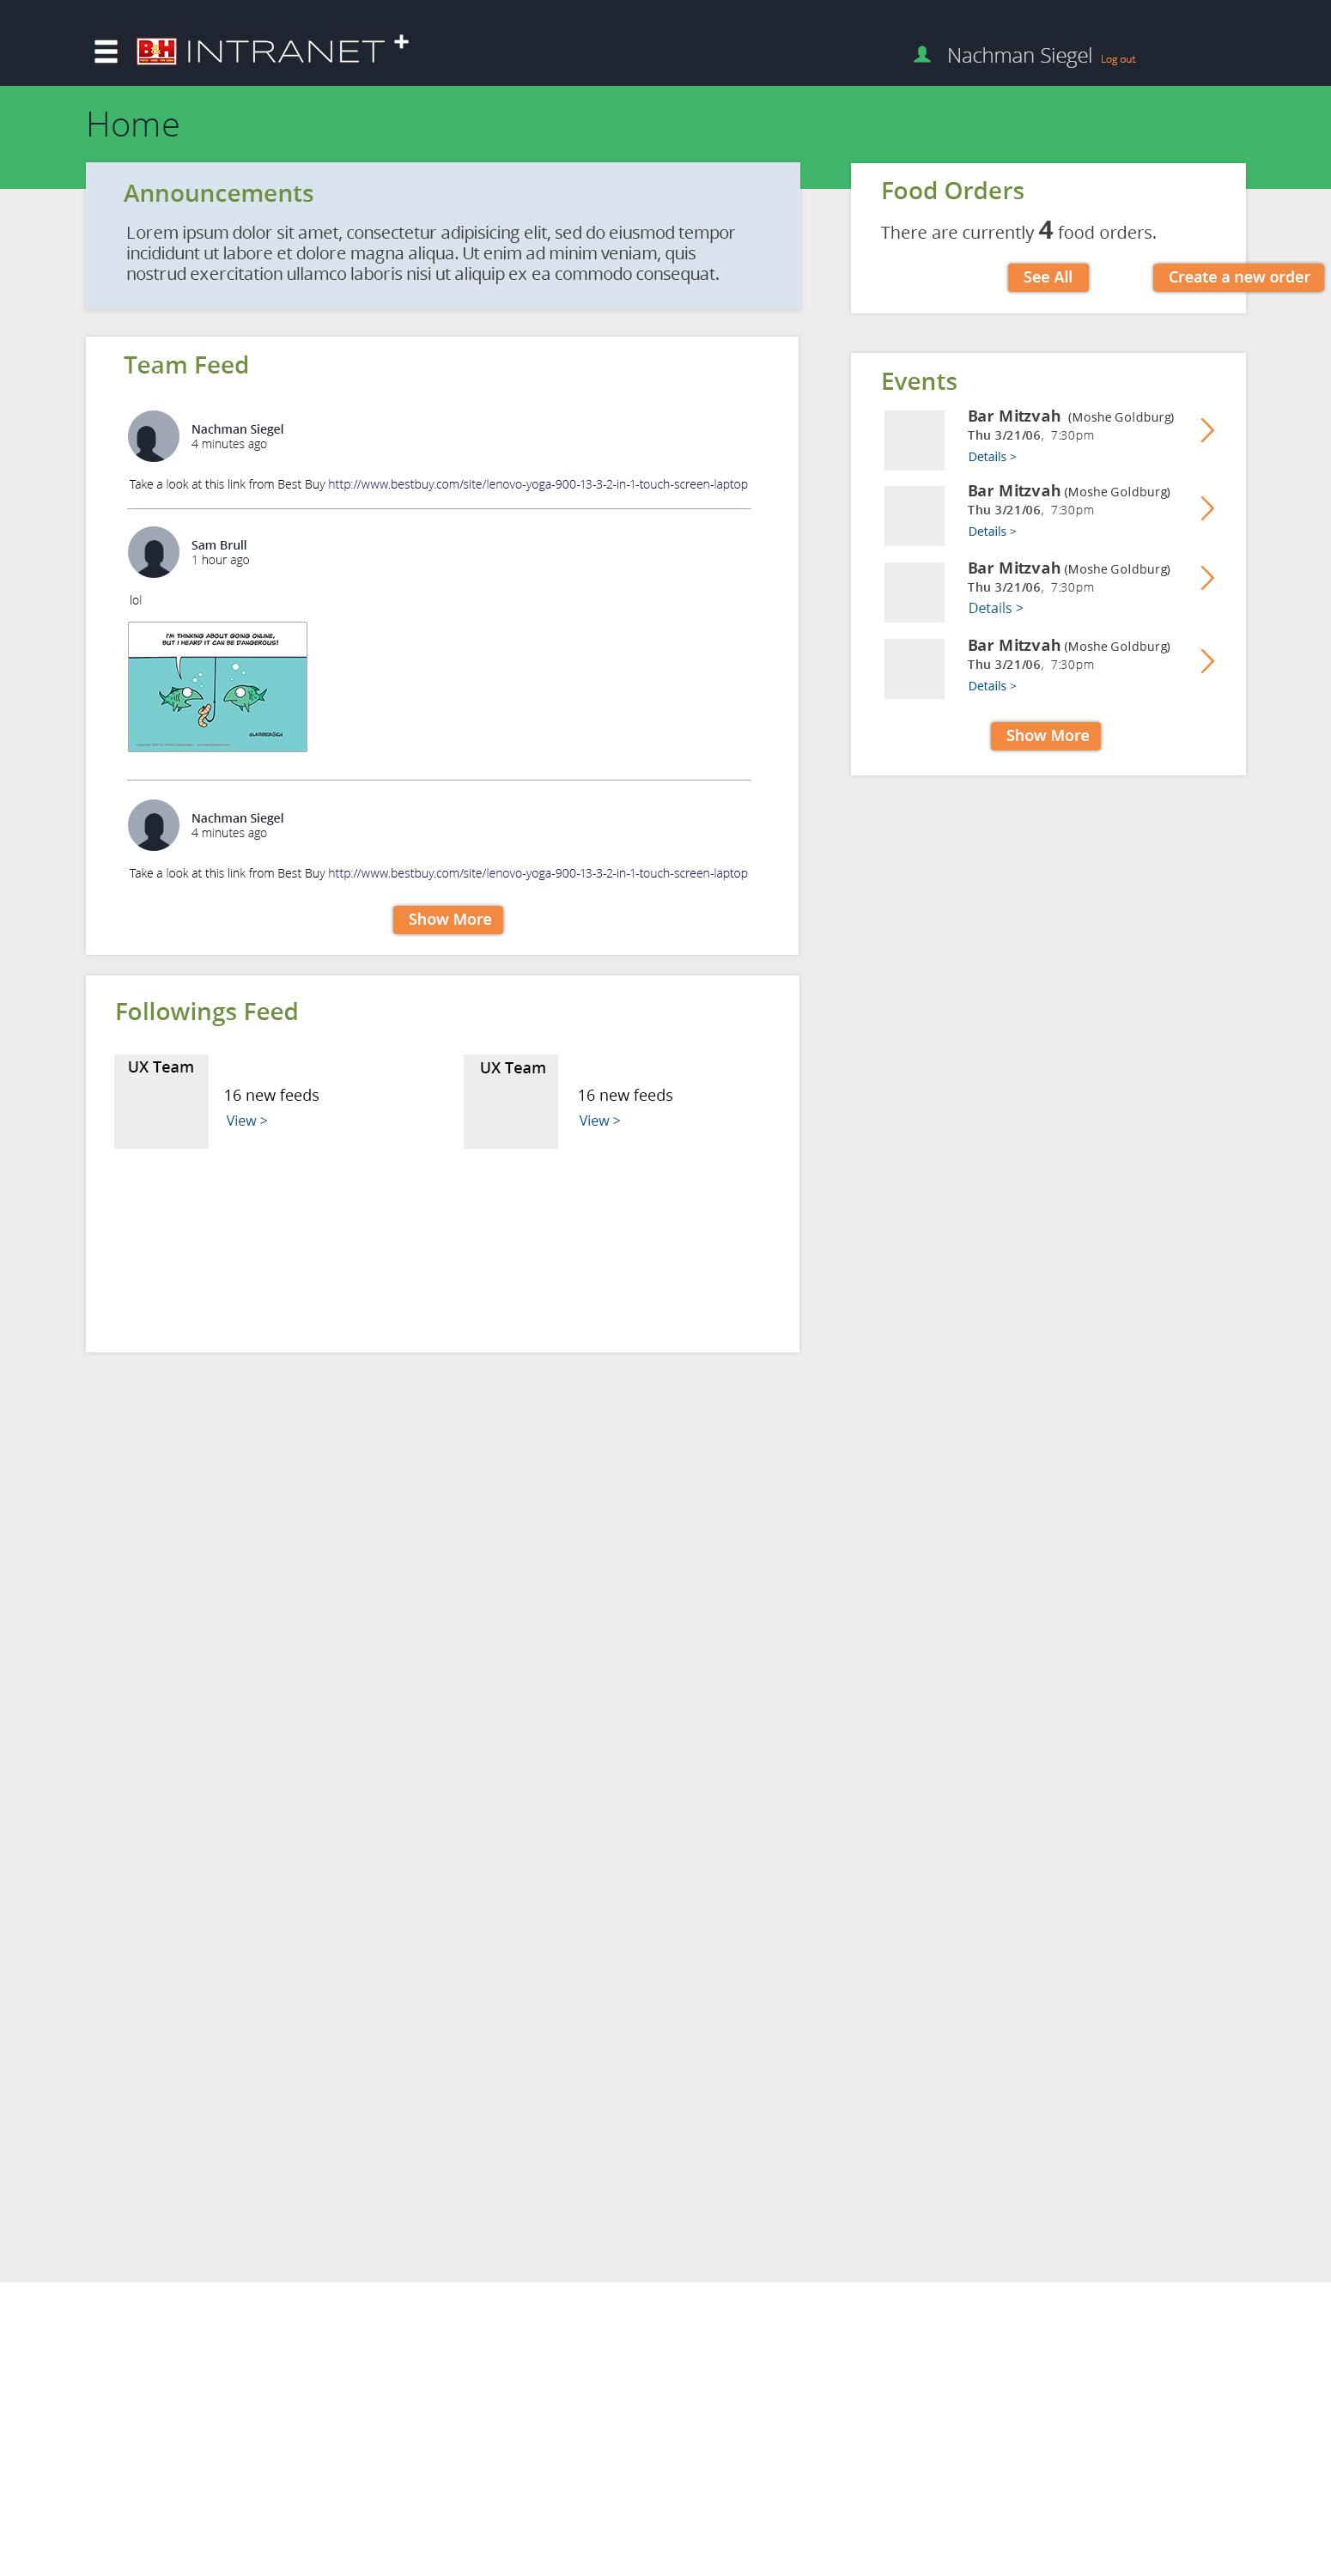 B&H INTRANET +
Nachman Siegel Log out
Home
Announcements
Lorem ipsum dolor sit amet, consectetur adipisicing elit, sed do eiusmod tempor
incididunt ut labore et dolore magna aliqua. Ut enim ad minim veniam, quis
nostrud exercitation ullamco laboris nisi ut aliquip ex ea commodo consequat.
Food Orders
There are currently 4 food orders.
See All
Create a new order
Team Feed
Nachman Siegel
4 minutes ago
Take a look at this link from Best Buy http://www.bestbuy.com/site/lenovo-yoga-900-13-3-2-in-1-touch-screen-laptop
Sam Brull
1 hour ago
lol
I'M THINKING ABOUT GOING ONLINE,
BUT I HEARD IT CAN BE DANGEROUS!
Nachman Siegel
4 minutes ago
Take a look at this link from Best Buy http://www.bestbuy.com/site/lenovo-yoga-900-13-3-2-in-1-touch-screen-laptop
Show More
Events
Bar Mitzvah (Moshe Goldburg)
Thu 3/21/06, 7:30pm
Details >
Bar Mitzvah (Moshe Goldburg)
Thu 3/21/06, 7:30pm
Details >
Bar Mitzvah (Moshe Goldburg)
Thu 3/21/06, 7:30pm
Details >
Bar Mitzvah (Moshe Goldburg)
Thu 3/21/06, 7:30pm
Details >
Show More
Followings Feed
UX Team
16 new feeds
View >
UX Team
16 new feeds
View >